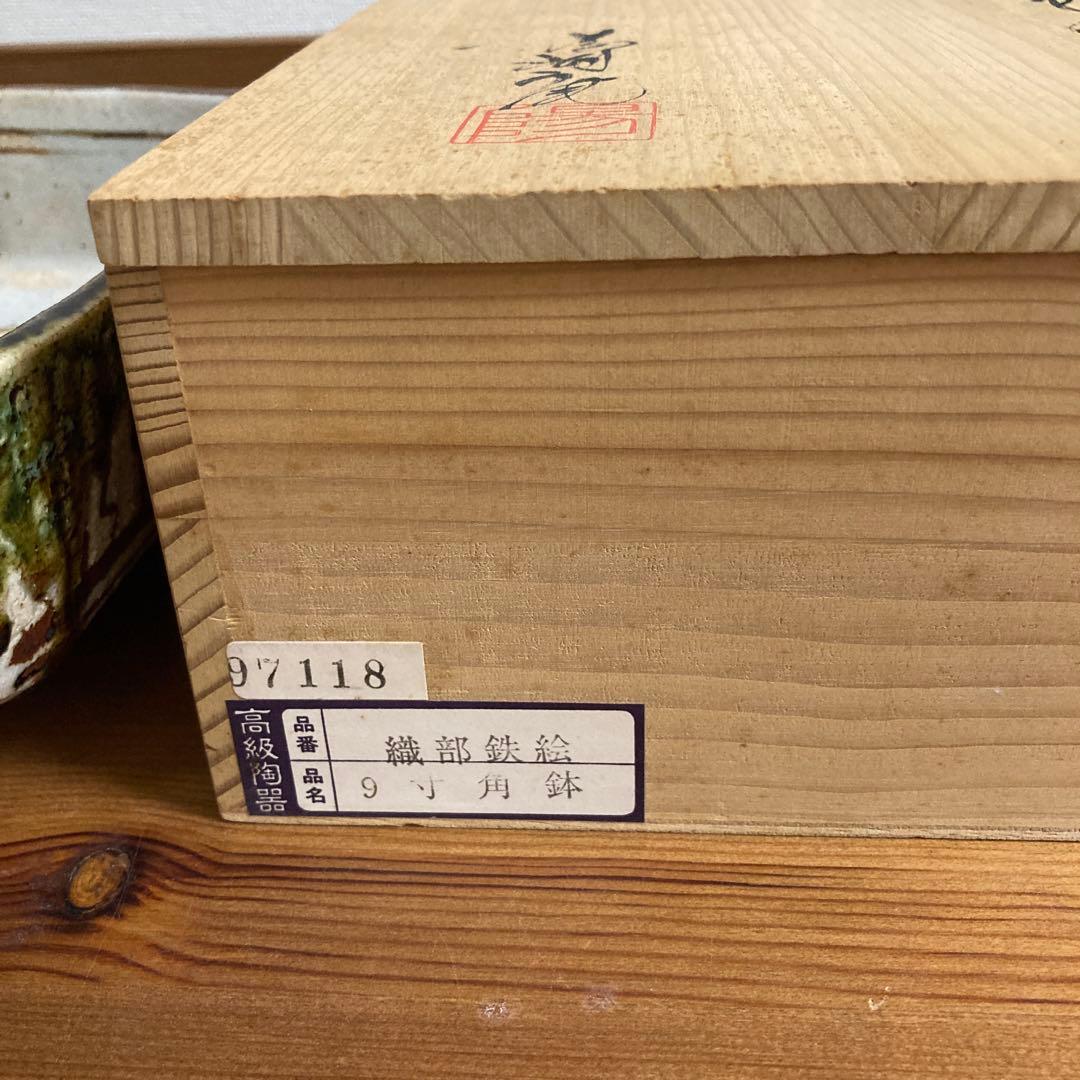 97118
高級陶器
品番 織部鉄絵
品名 9寸角鉢